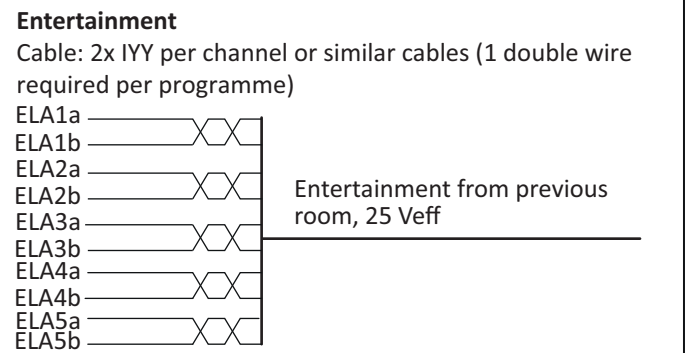 Entertainment
Cable: 2x IYY per channel or similar cables (1 double wire
required per programme)
ELA1a
ELA1b
ELA2a
ELA2b
Entertainment from previous
room, 25 Veff
ELA3a
ELA3b
ELA4a
ELA4b
ELA5a
ELA5b